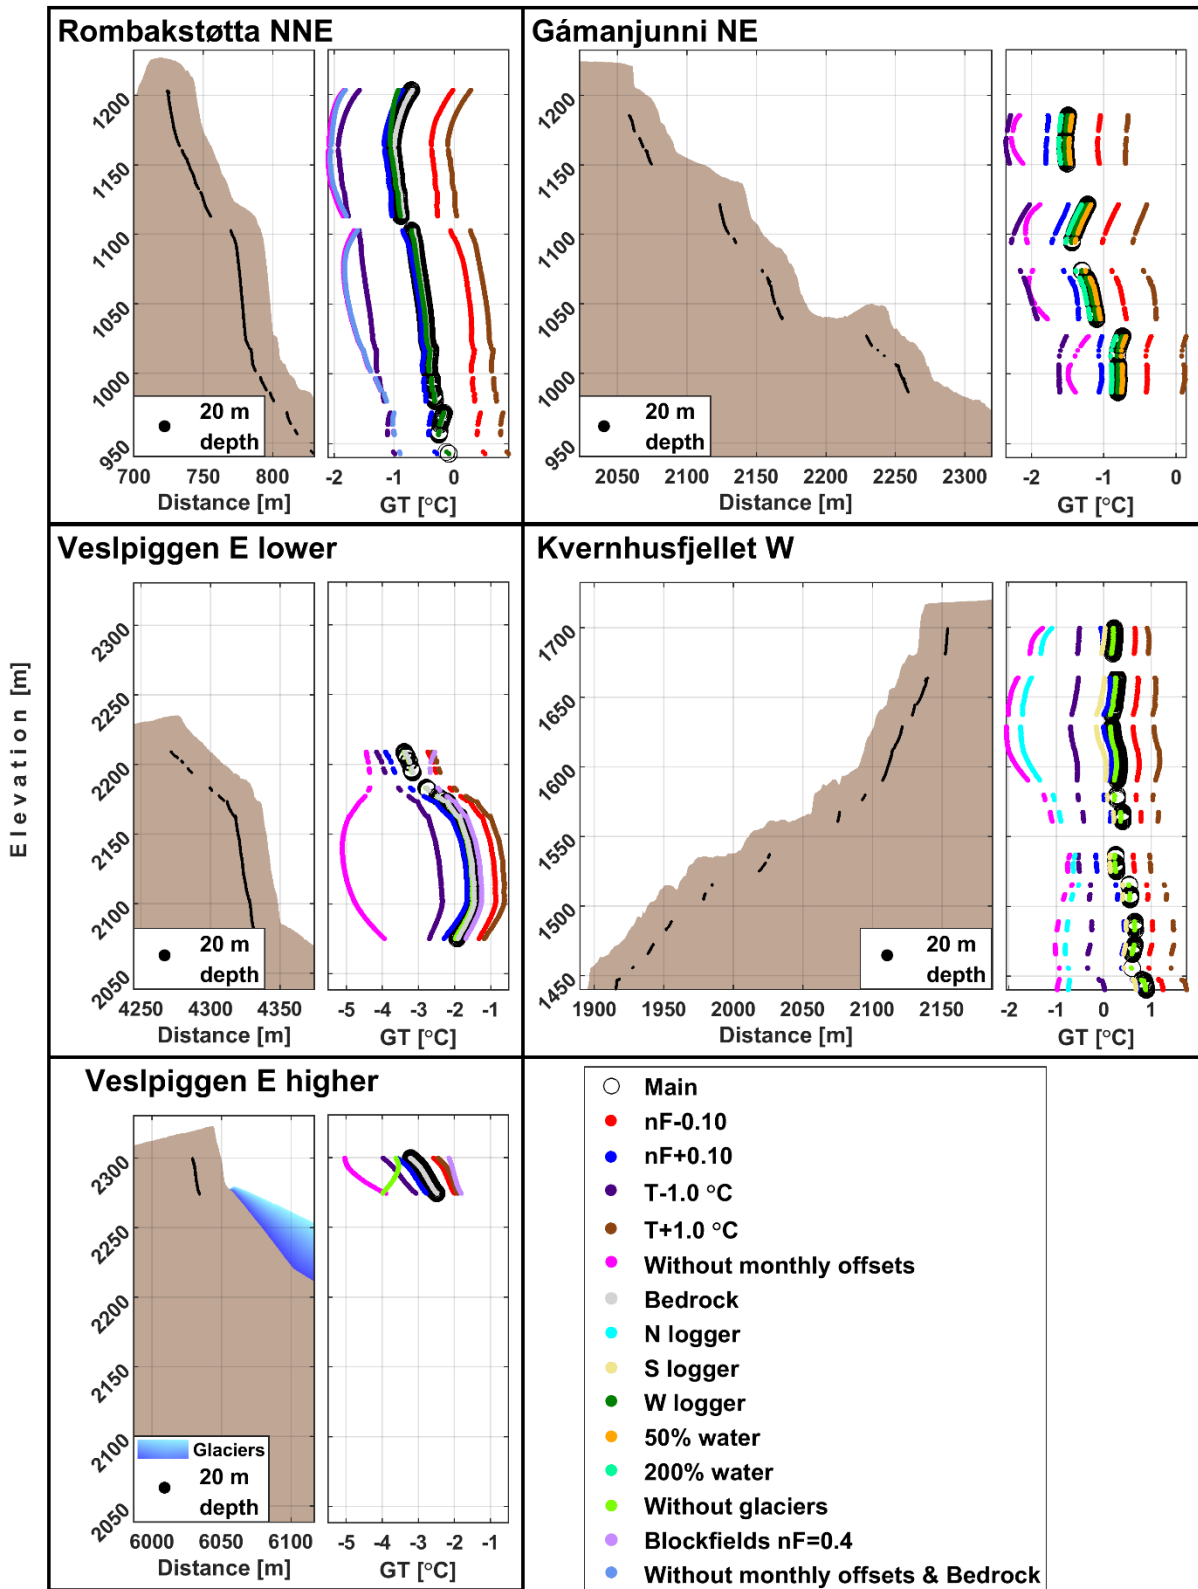 Rombakstøtta NNE
1200
1150
1100
1050
1000
950
20 m
depth
700 750 800
Distance [m]
-2 -1 0
GT [°C]
Gámanjunni NE
1200
1150
1100
1050
1000
950
20 m
depth
2050 2100 2150 2200 2250 2300
Distance [m]
-2 -1 0
GT [°C]
Elevation [m]
Veslpiggen E lower
2300
2250
2200
2150
2100
2050
20 m
depth
4250 4300 4350
Distance [m]
-5 -4 -3 -2 -1
GT [°C]
Kvernhusfjellet W
1700
1650
1600
1550
1500
1450
20 m
depth
1900 1950 2000 2050 2100 2150
Distance [m]
-2 -1 0 1
GT [°C]
Veslpiggen E higher
2300
2250
2200
2150
2100
2050
Glaciers
20 m
depth
6000 6050 6100
Distance [m]
-5 -4 -3 -2 -1
GT [°C]
Main
nF-0.10
nF+0.10
T-1.0 °C
T+1.0 °C
Without monthly offsets
Bedrock
N logger
S logger
W logger
50% water
200% water
Without glaciers
Blockfields nF=0.4
Without monthly offsets & Bedrock